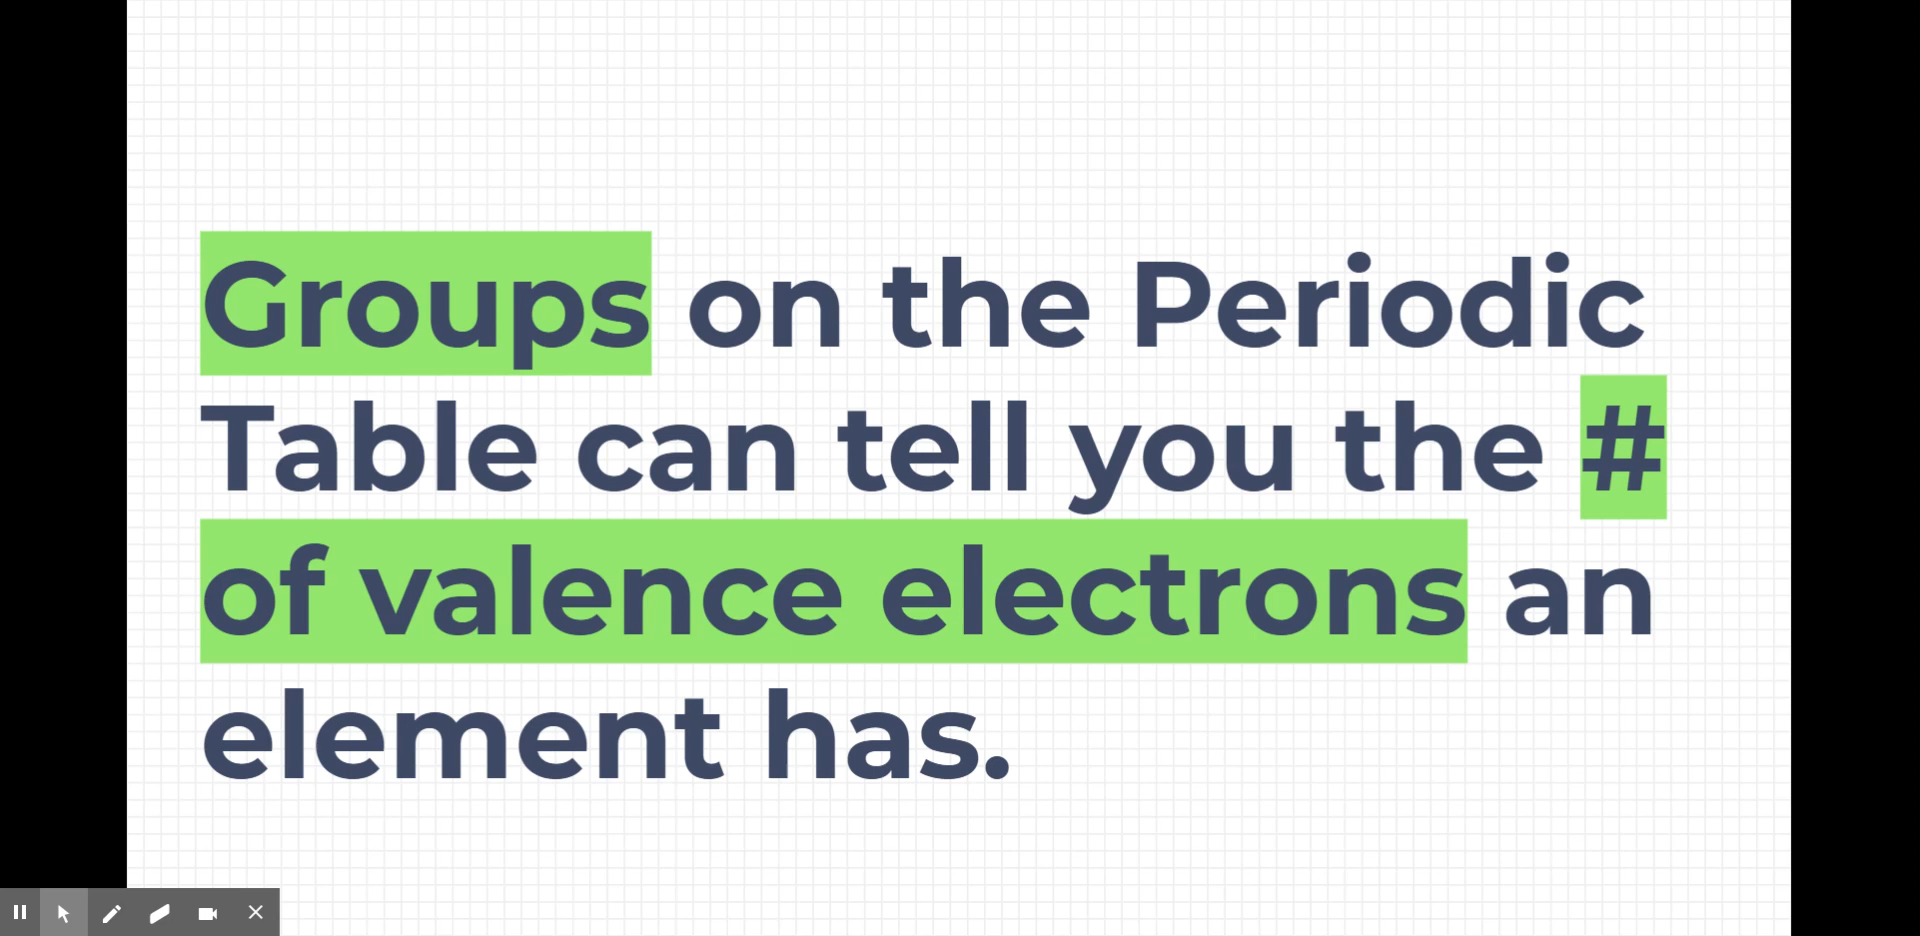 Groups on the Periodic
Table can tell you the #
of valence electrons an
element has.